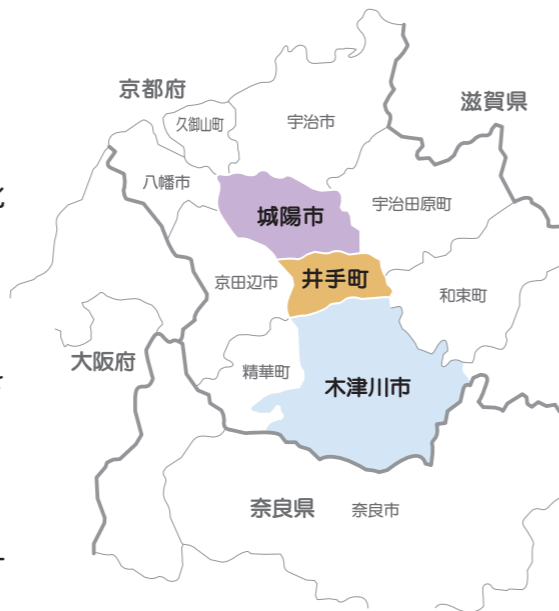 京都府
滋賀県
久御山町
宇治市
八幡市
城陽市
宇治田原町
京田辺市
井手町
和束町
大阪府
精華町
木津川市
奈良県
奈良市